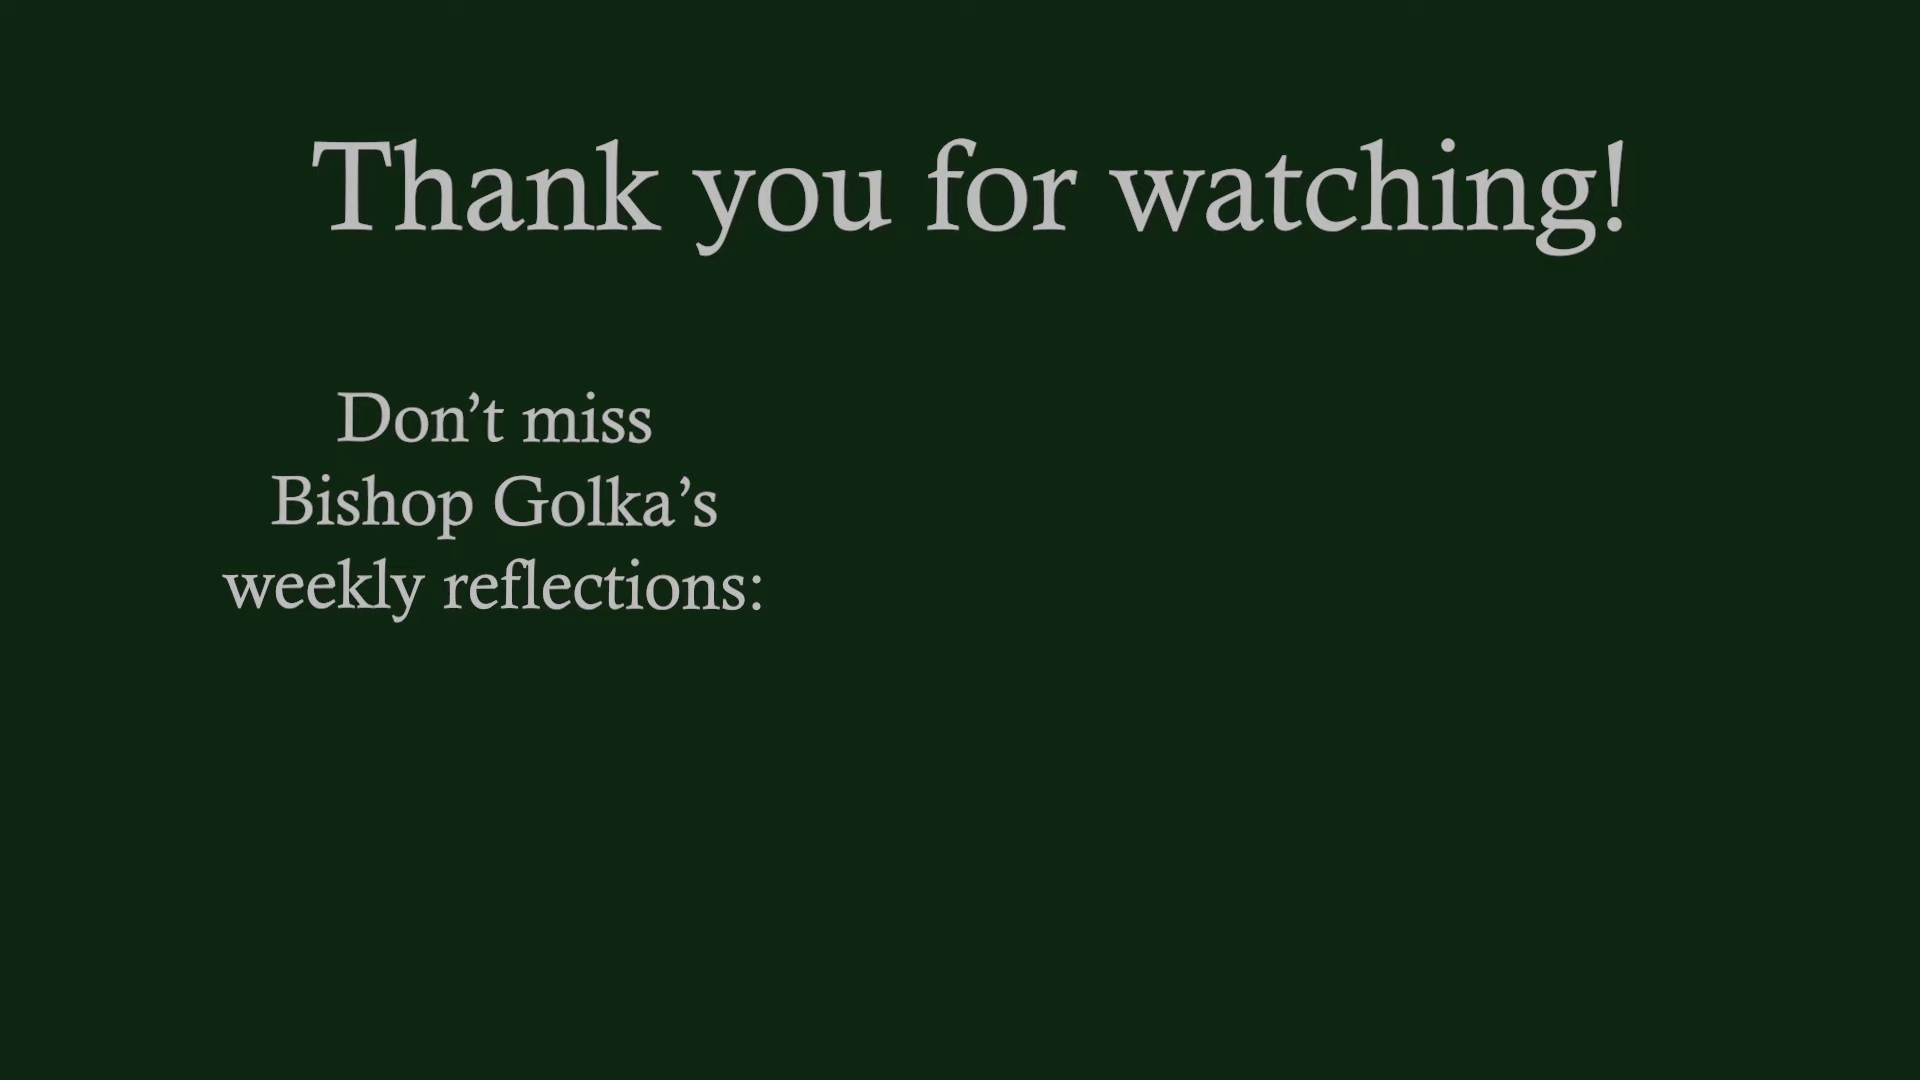 Thank you for watching!
Don’t miss
Bishop Golka’s
weekly reflections: